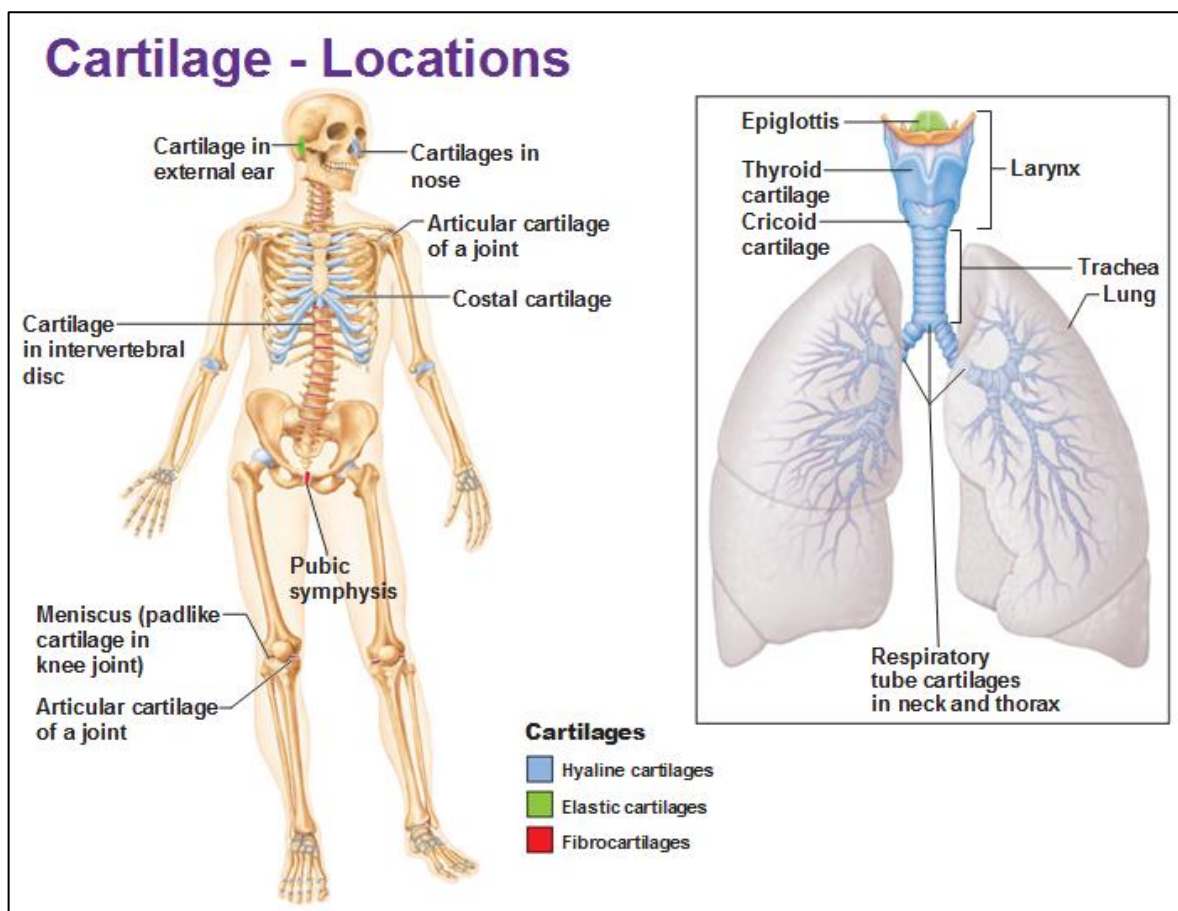 Cartilage - Locations
Cartilage in
external ear
Cartilages in
nose
Articular cartilage
of a joint
Costal cartilage
Cartilage
in intervertebral
disc
Pubic
symphysis
Meniscus (padlike
cartilage in
knee joint)
Articular cartilage
of a joint
Cartilages
Hyaline cartilages
Elastic cartilages
Fibrocartilages
Epiglottis
Thyroid
cartilage
Cricoid
cartilage
Larynx
Trachea
Lung
Respiratory
tube cartilages
in neck and thorax